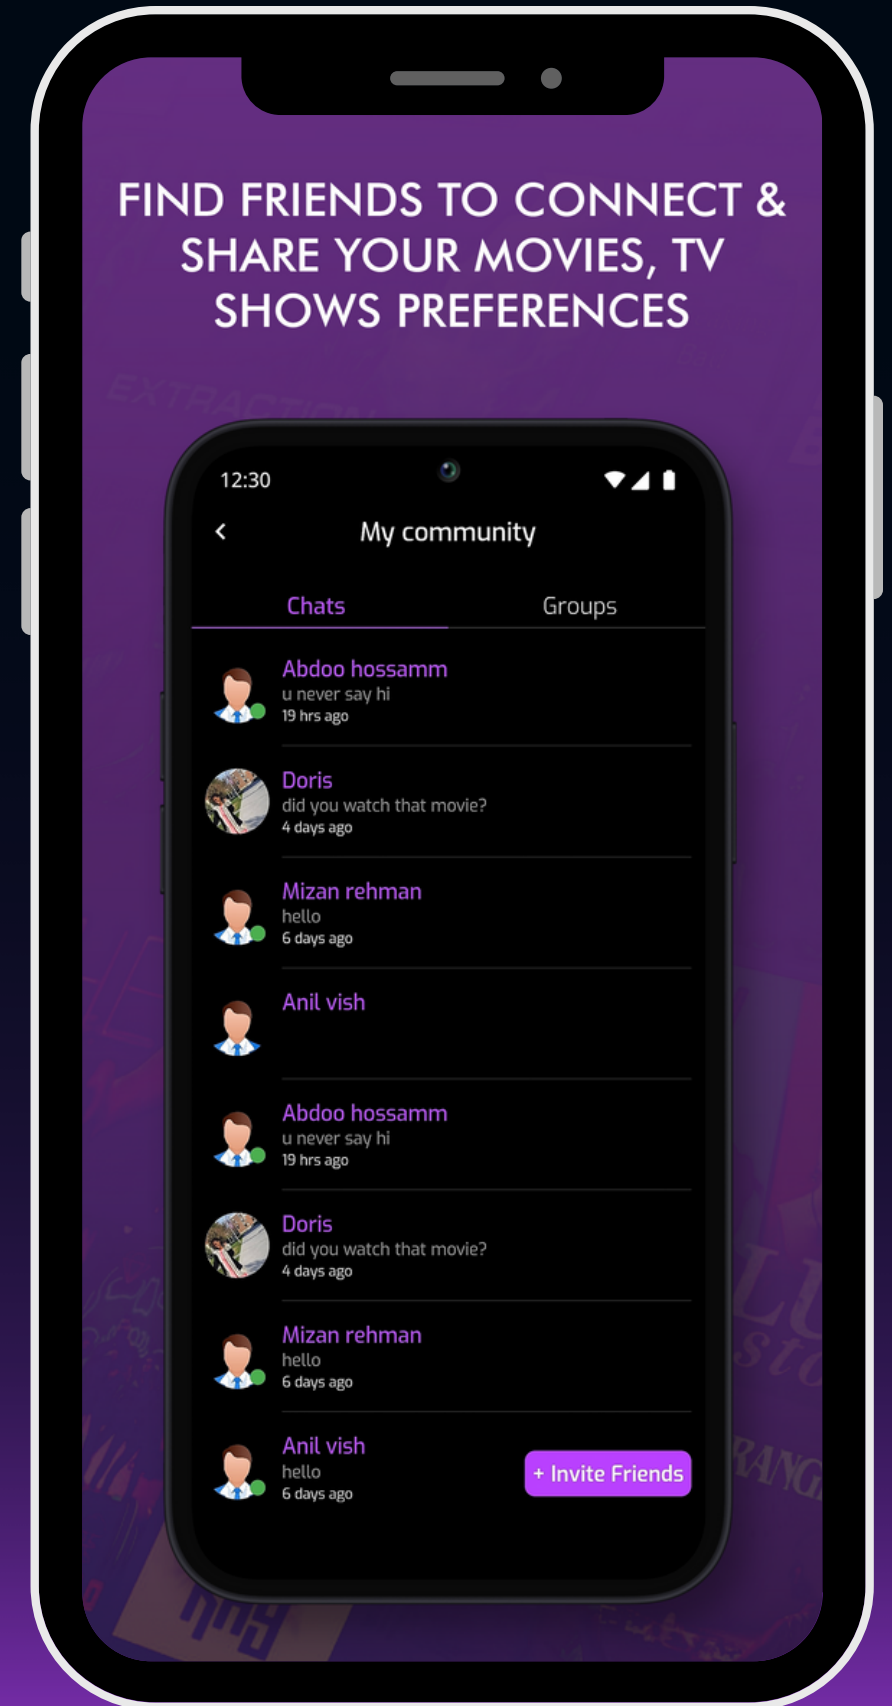 FIND FRIENDS TO CONNECT &
SHARE YOUR MOVIES, TV
SHOWS PREFERENCES
EXTRACTION
12:30
My community
Chats
Groups
Abdoo hossamm
u never say hi
19 hrs ago
Doris
did you watch that movie?
4 days ago
Mizan rehman
hello
6 days ago
Anil vish
Abdoo hossamm
u never say hi
19 hrs ago
Doris
did you watch that movie?
4 days ago
Mizan rehman
hello
6 days ago
Anil vish
hello
6 days ago
+ Invite Friends